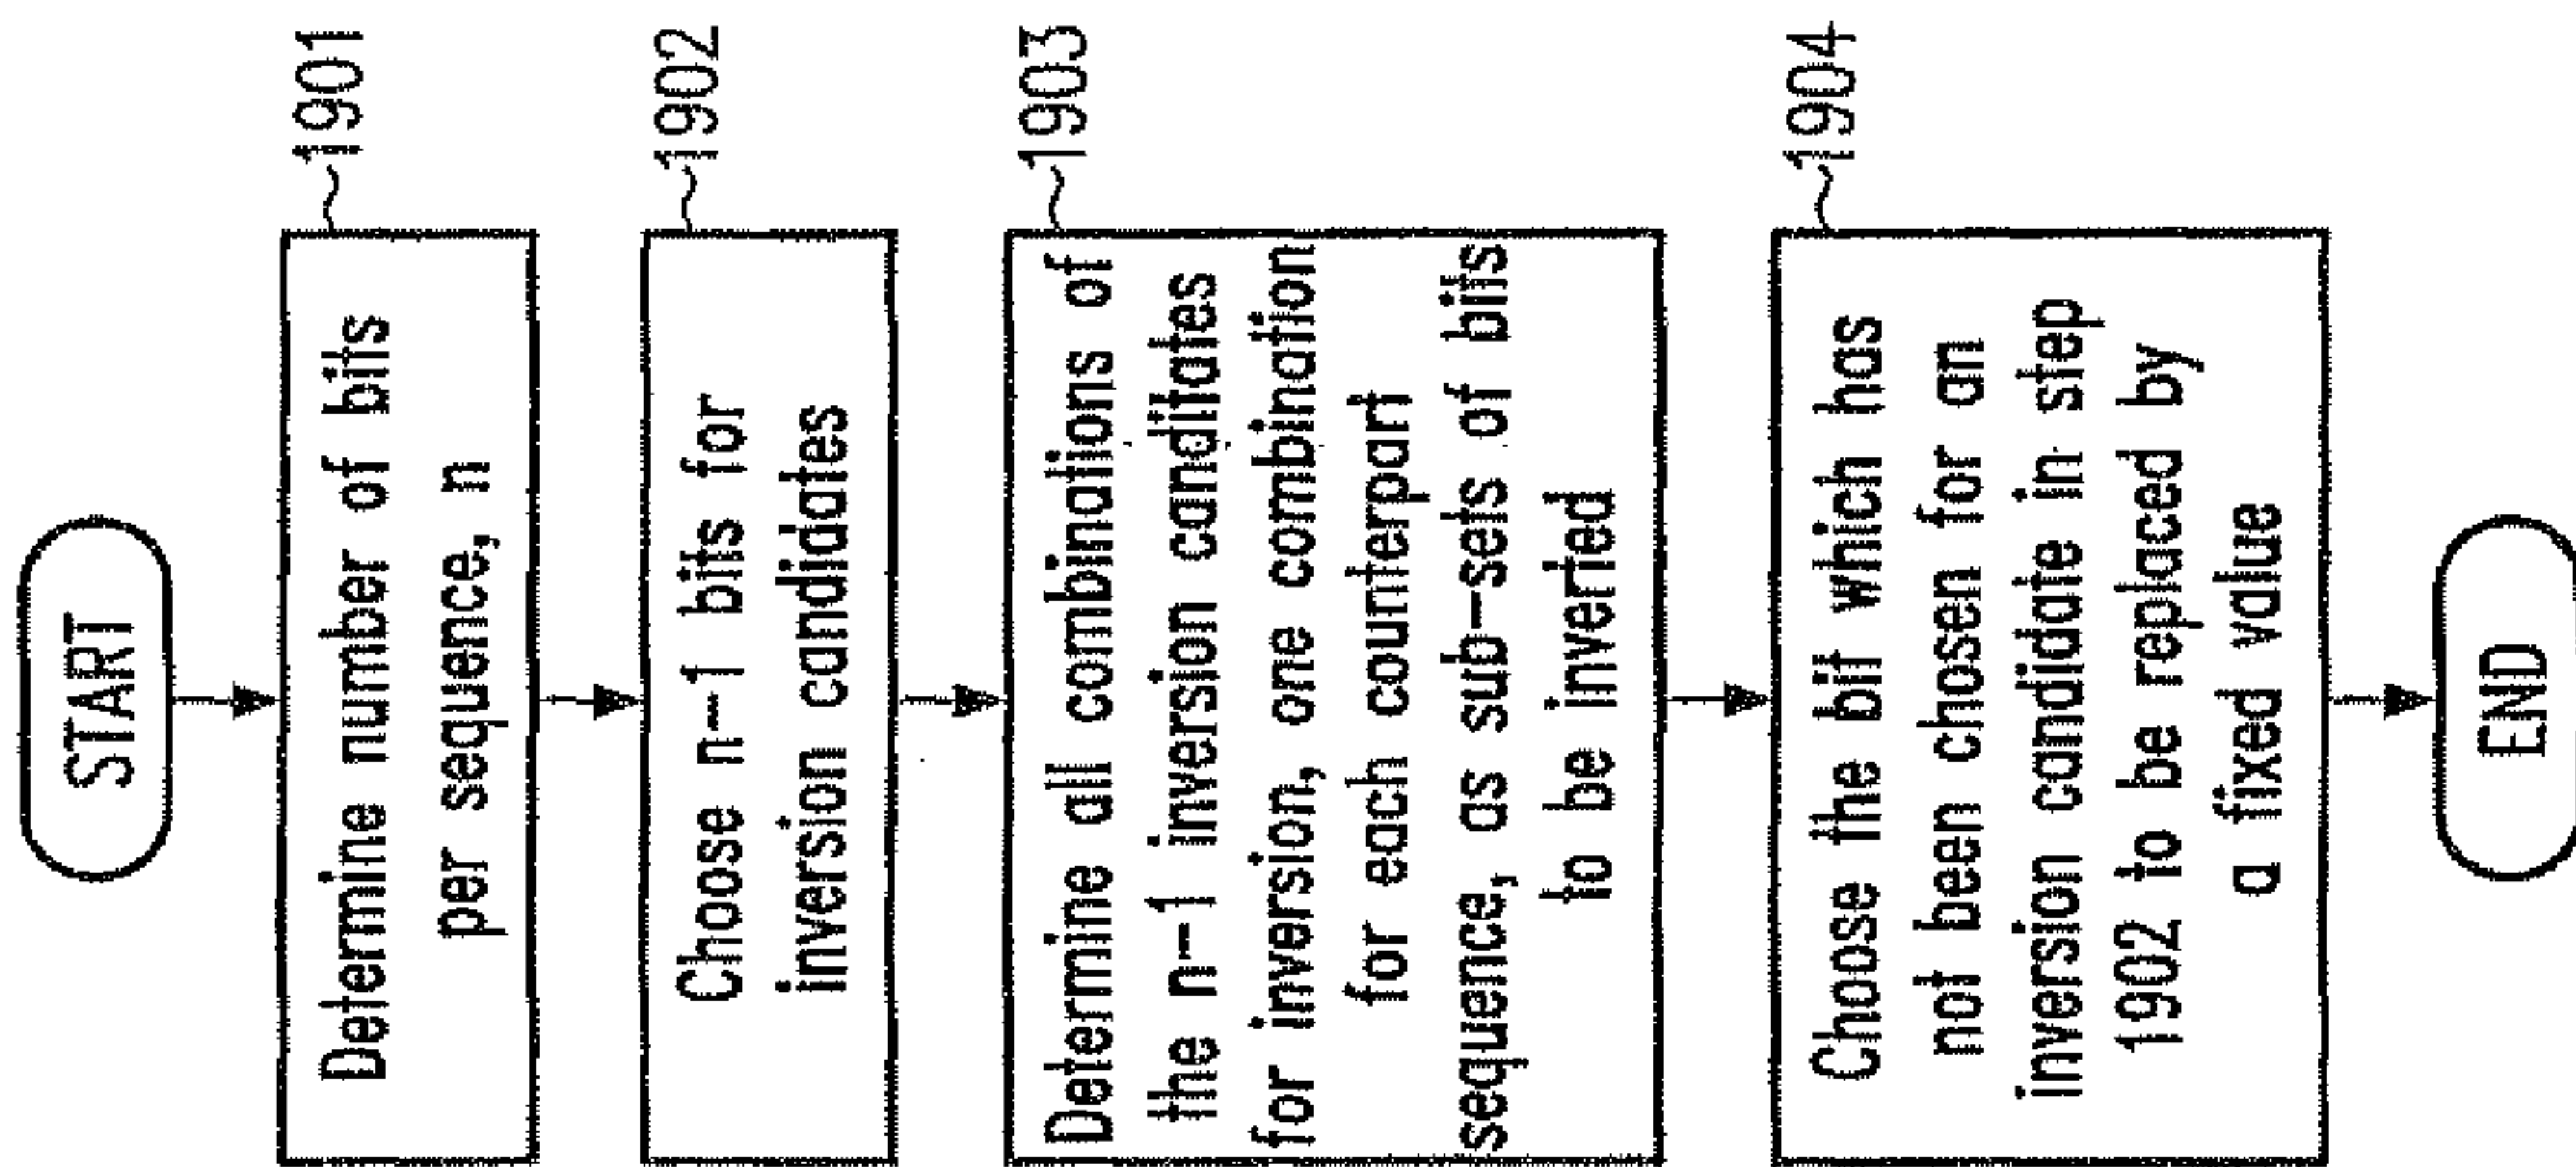 START
1901
Determine number of bits
per sequence, n
1902
Choose n-1 bits for
inversion candidates
1903
Determine all combinations of
the n-1 inversion canditates
for inversion, one combination
for each counterpart
sequence, as sub-sets of bits
to be inverted
1904
Choose the bit which has
not been chosen for an
inversion candidate in step
1902 to be replaced by
a fixed value
END